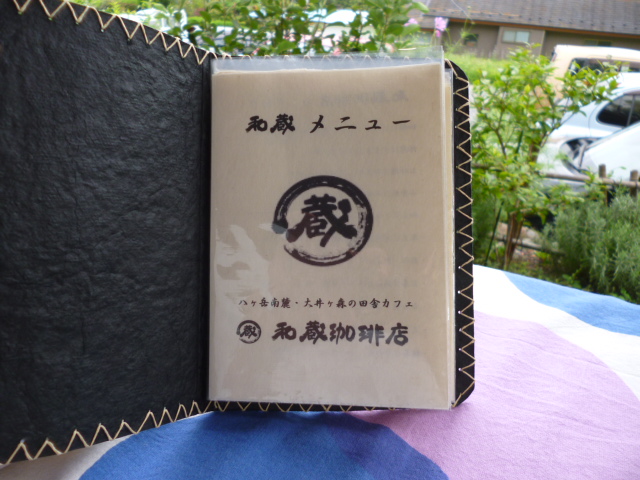 和蔵 メニュー
蔵
八ヶ岳南麓・大井ヶ森の田舎カフェ
蔵 和蔵珈琲店